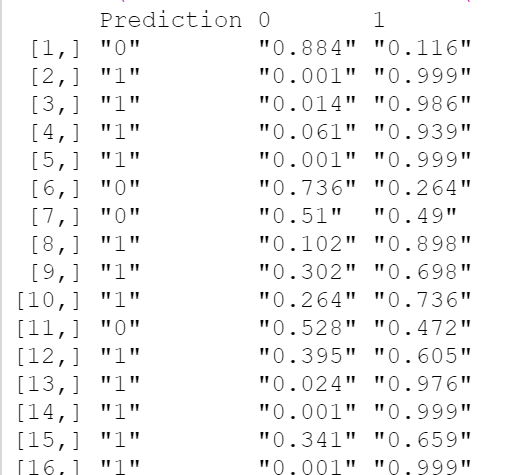 Prediction 0 1
[1,] "0" "0.884" "0.116"
[2,] "1" "0.001" "0.999"
[3,] "1" "0.014" "0.986"
[4,] "1" "0.061" "0.939"
[5,] "1" "0.001" "0.999"
[6,] "0" "0.736" "0.264"
[7,] "0" "0.51" "0.49"
[8,] "1" "0.102" "0.898"
[9,] "1" "0.302" "0.698"
[10,] "1" "0.264" "0.736"
[11,] "0" "0.528" "0.472"
[12,] "1" "0.395" "0.605"
[13,] "1" "0.024" "0.976"
[14,] "1" "0.001" "0.999"
[15,] "1" "0.341" "0.659"
[16,] "1" "0.001" "0.999"